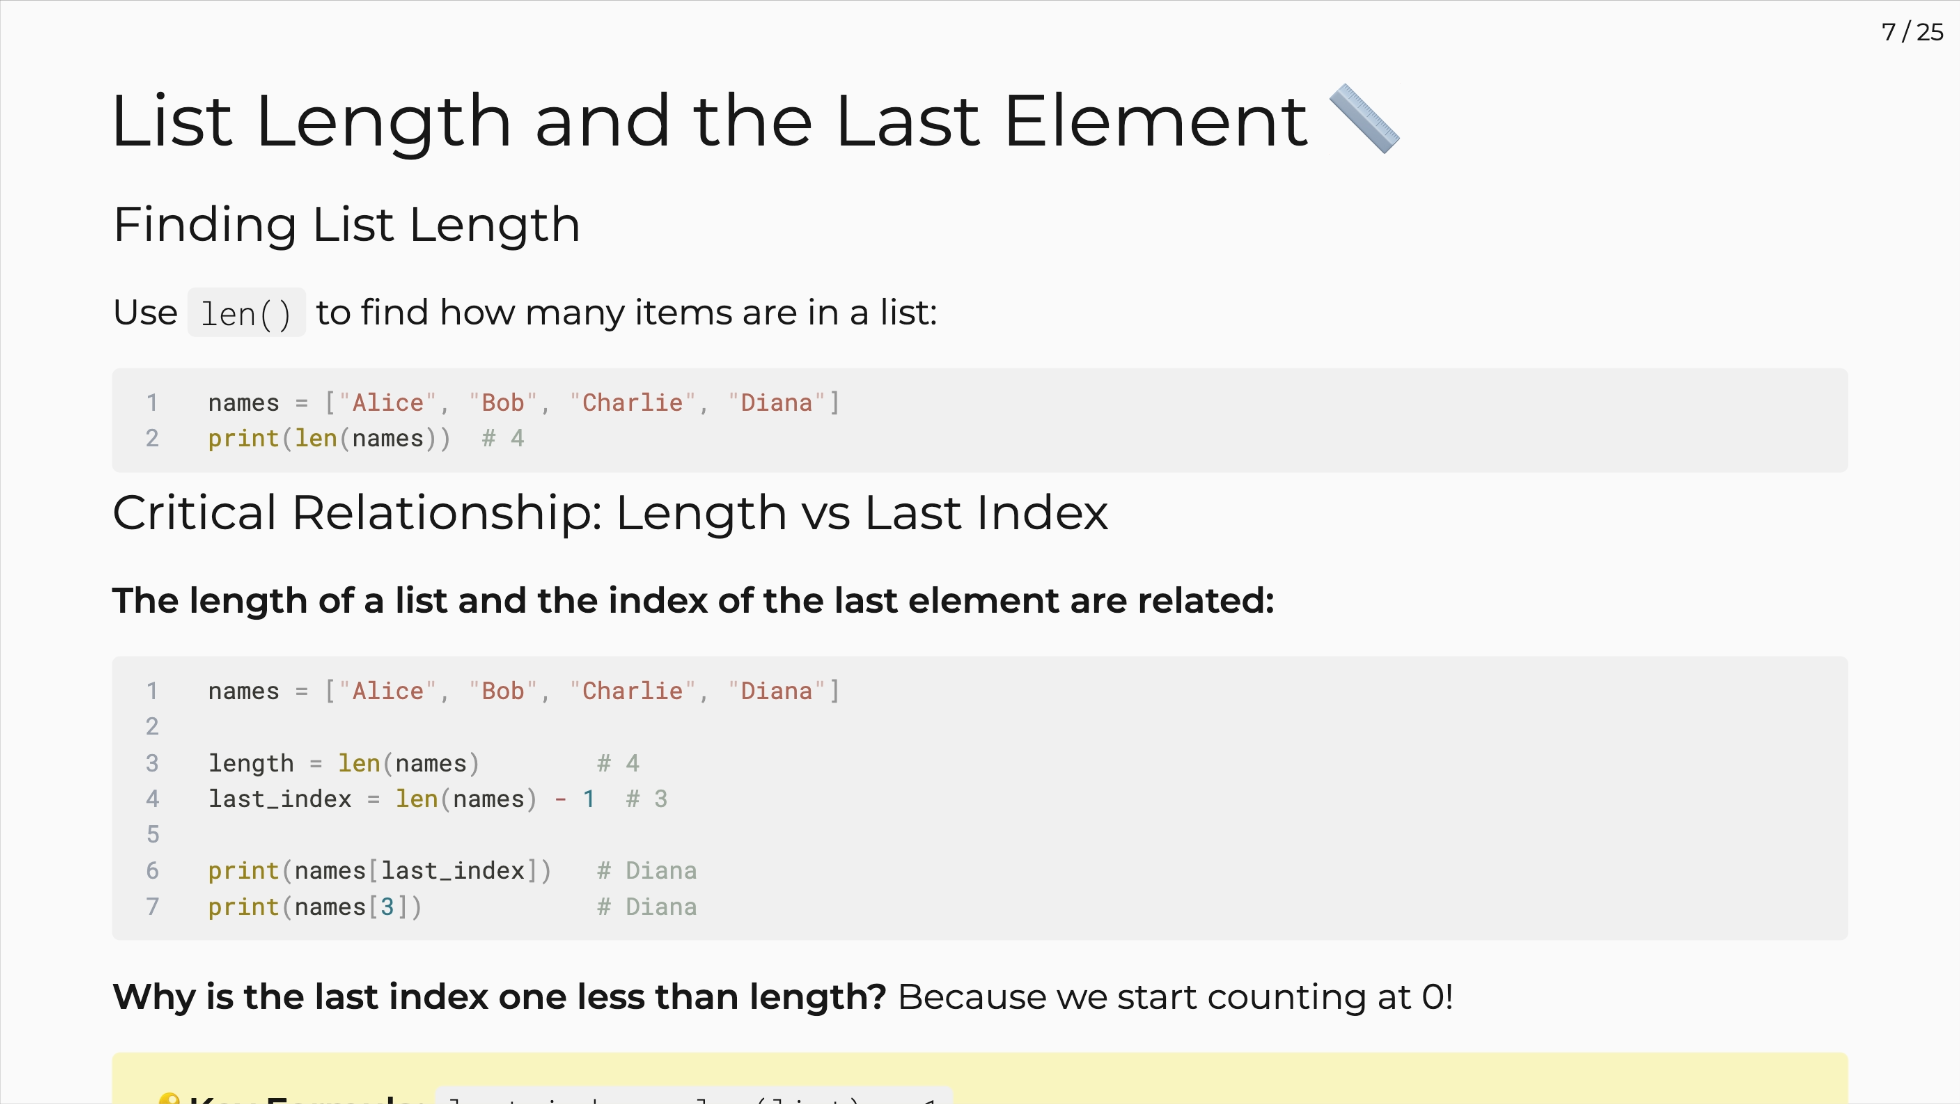 7 / 25
List Length and the Last Element
Finding List Length
Use len() to find how many items are in a list:
1 names = ["Alice", "Bob", "Charlie", "Diana"]
2 print(len(names))  # 4
Critical Relationship: Length vs Last Index
The length of a list and the index of the last element are related:
1 names = ["Alice", "Bob", "Charlie", "Diana"]
2
3 length = len(names)        # 4
4 last_index = len(names) - 1  # 3
5
6 print(names[last_index])   # Diana
7 print(names[3])            # Diana
Why is the last index one less than length? Because we start counting at 0!